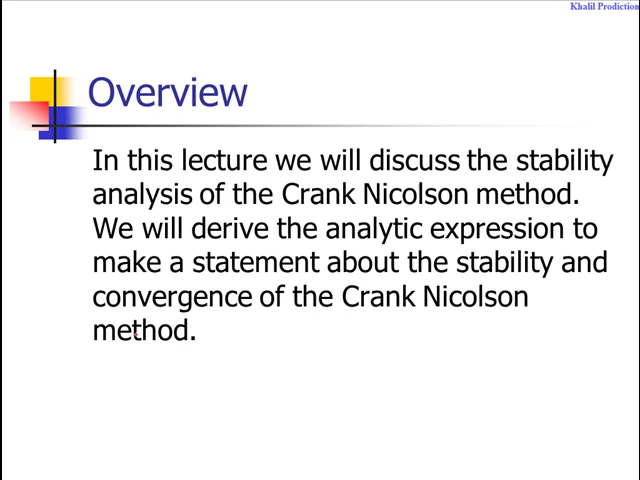 Khalil Prodiction
Overview
In this lecture we will discuss the stability
analysis of the Crank Nicolson method.
We will derive the analytic expression to
make a statement about the stability and
convergence of the Crank Nicolson
method.